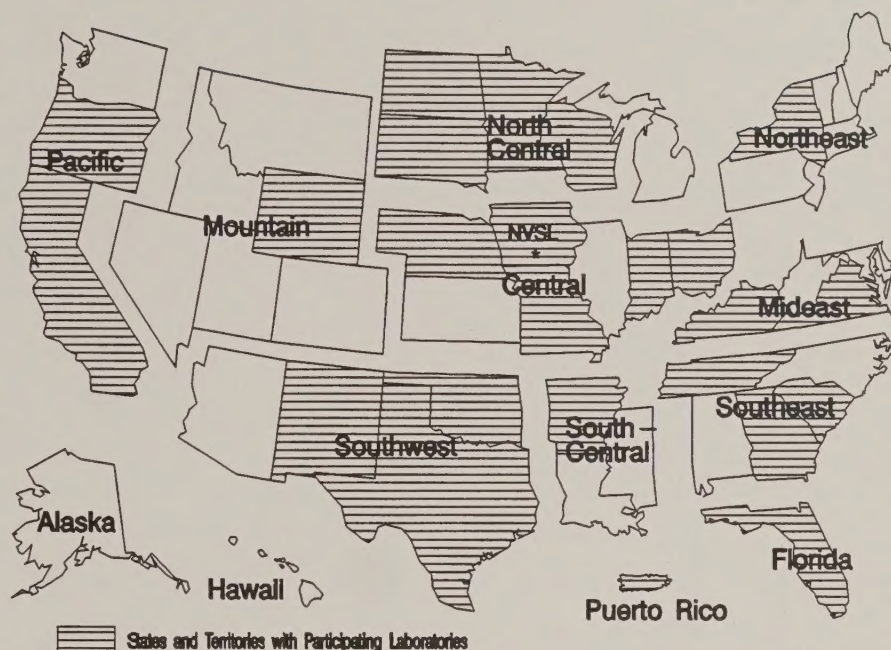 Pacific
Mountain
North
Central
Northeast
NVSL
*
Central
Mideast
Southwest
South-
Central
Southeast
Alaska
Hawaii
Puerto Rico
Florida
States and Territories with Participating Laboratories